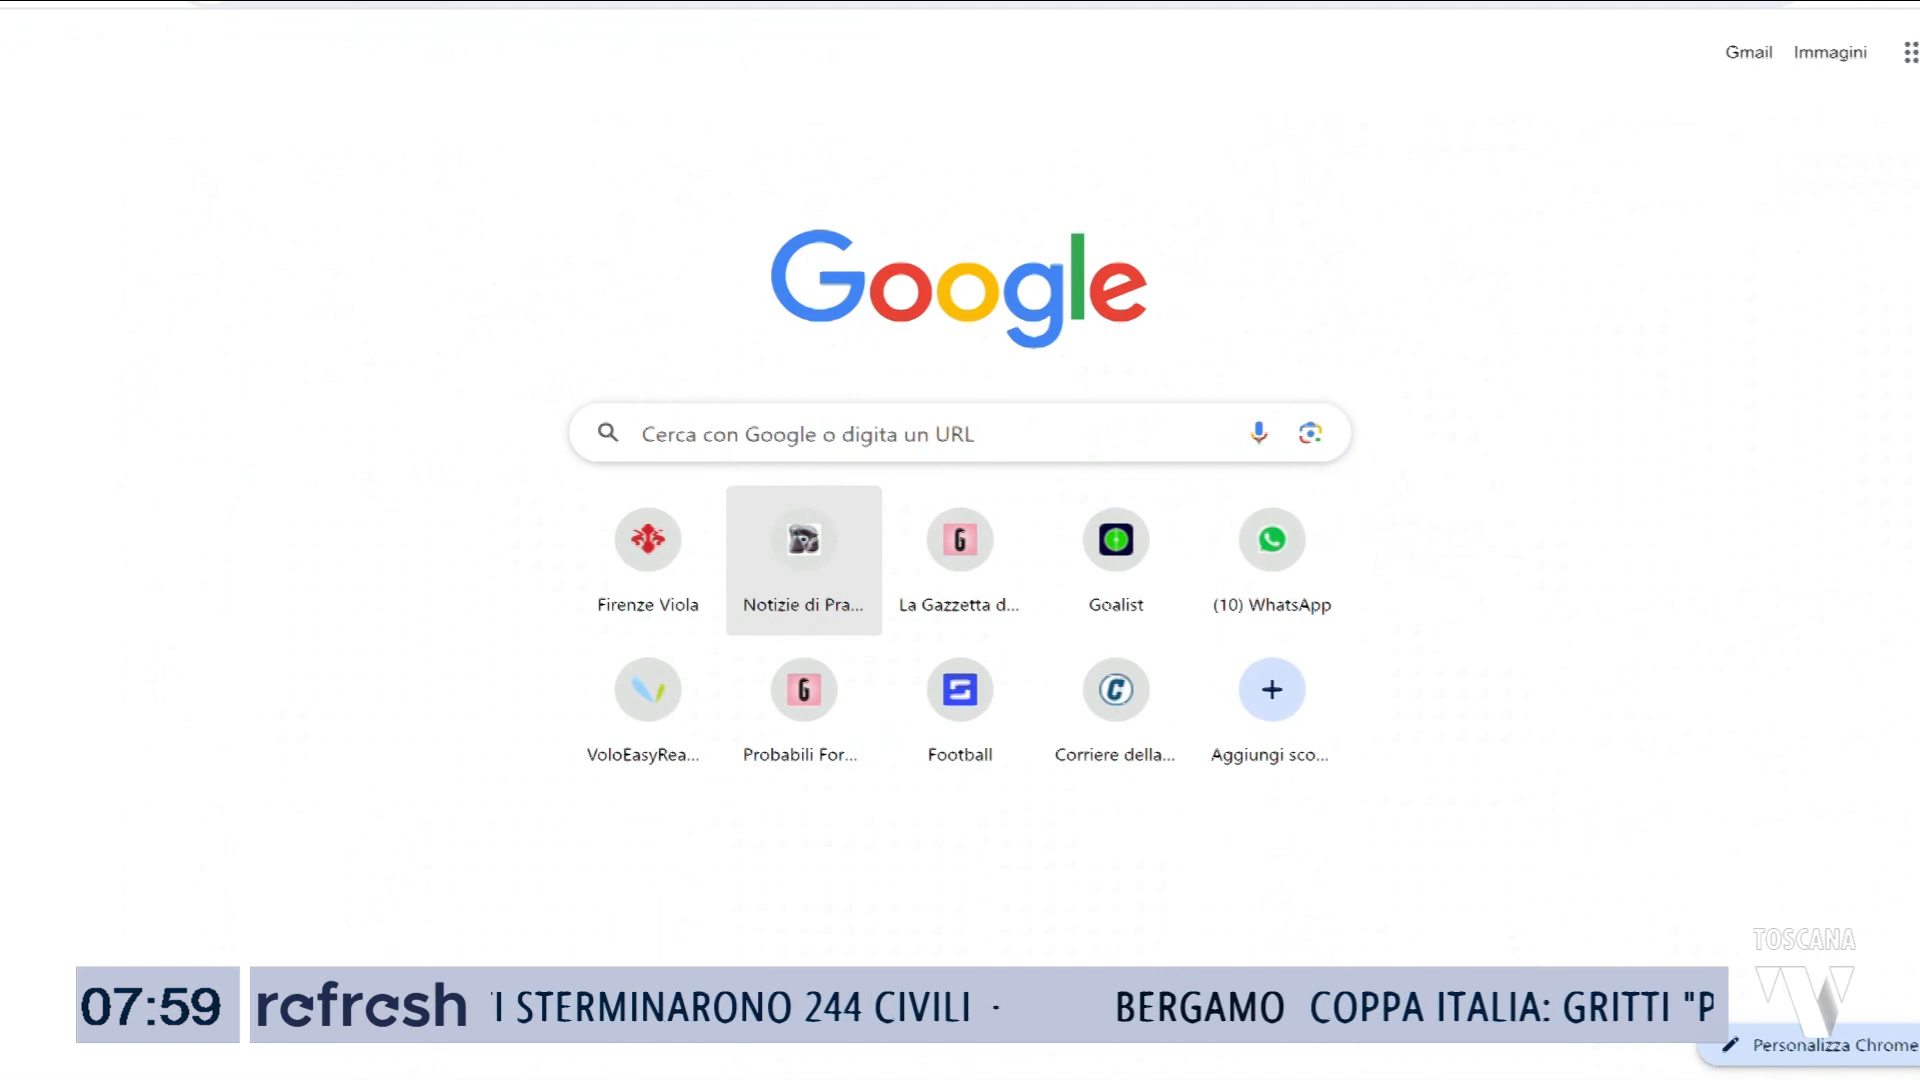 Gmail Immagini
Google
Cerca con Google o digita un URL
Firenze Viola
Notizie di Pra...
La Gazzetta d...
Goalist
(10) WhatsApp
VoloEasyRea...
Probabili For...
Football
Corriere della...
Aggiungi sco...
TOSCANA
07:59 refresh I STERMINARONO 244 CIVILI · BERGAMO COPPA ITALIA: GRITTI "P
Personalizza Chrome